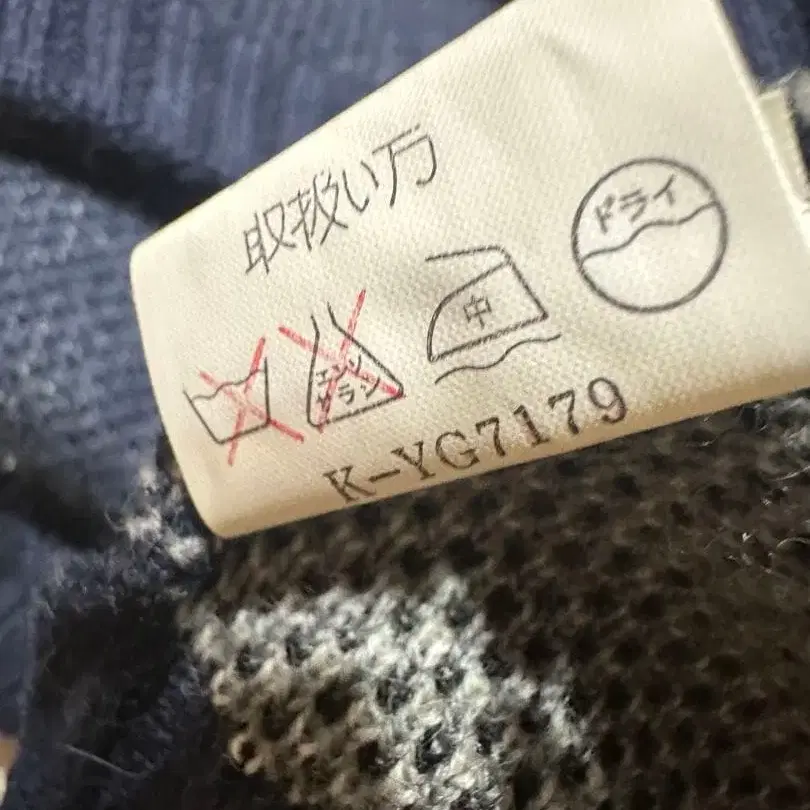 取扱い方
ドライ
中
エンソ
サラシ
K-YG7179